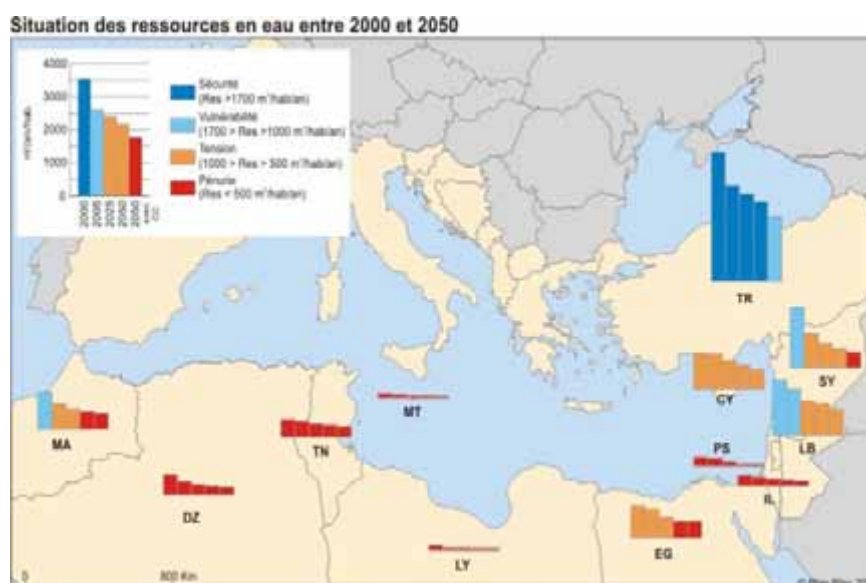 Situation des ressources en eau entre 2000 et 2050
4000
3000
2000
1000
0
2000
2005
2025
2050
2050
Sécurité
(Res >1700 m³/hab/an)
Vulnérabilité
(1700 > Res >1000 m³/hab/an)
Tension
(1000 > Res > 500 m³/hab/an)
Pénurie
(Res < 500 m³/hab/an)
TR
SY
CY
LB
MT
PS
IL
MA
TN
DZ
LY
EG
0
800 Km